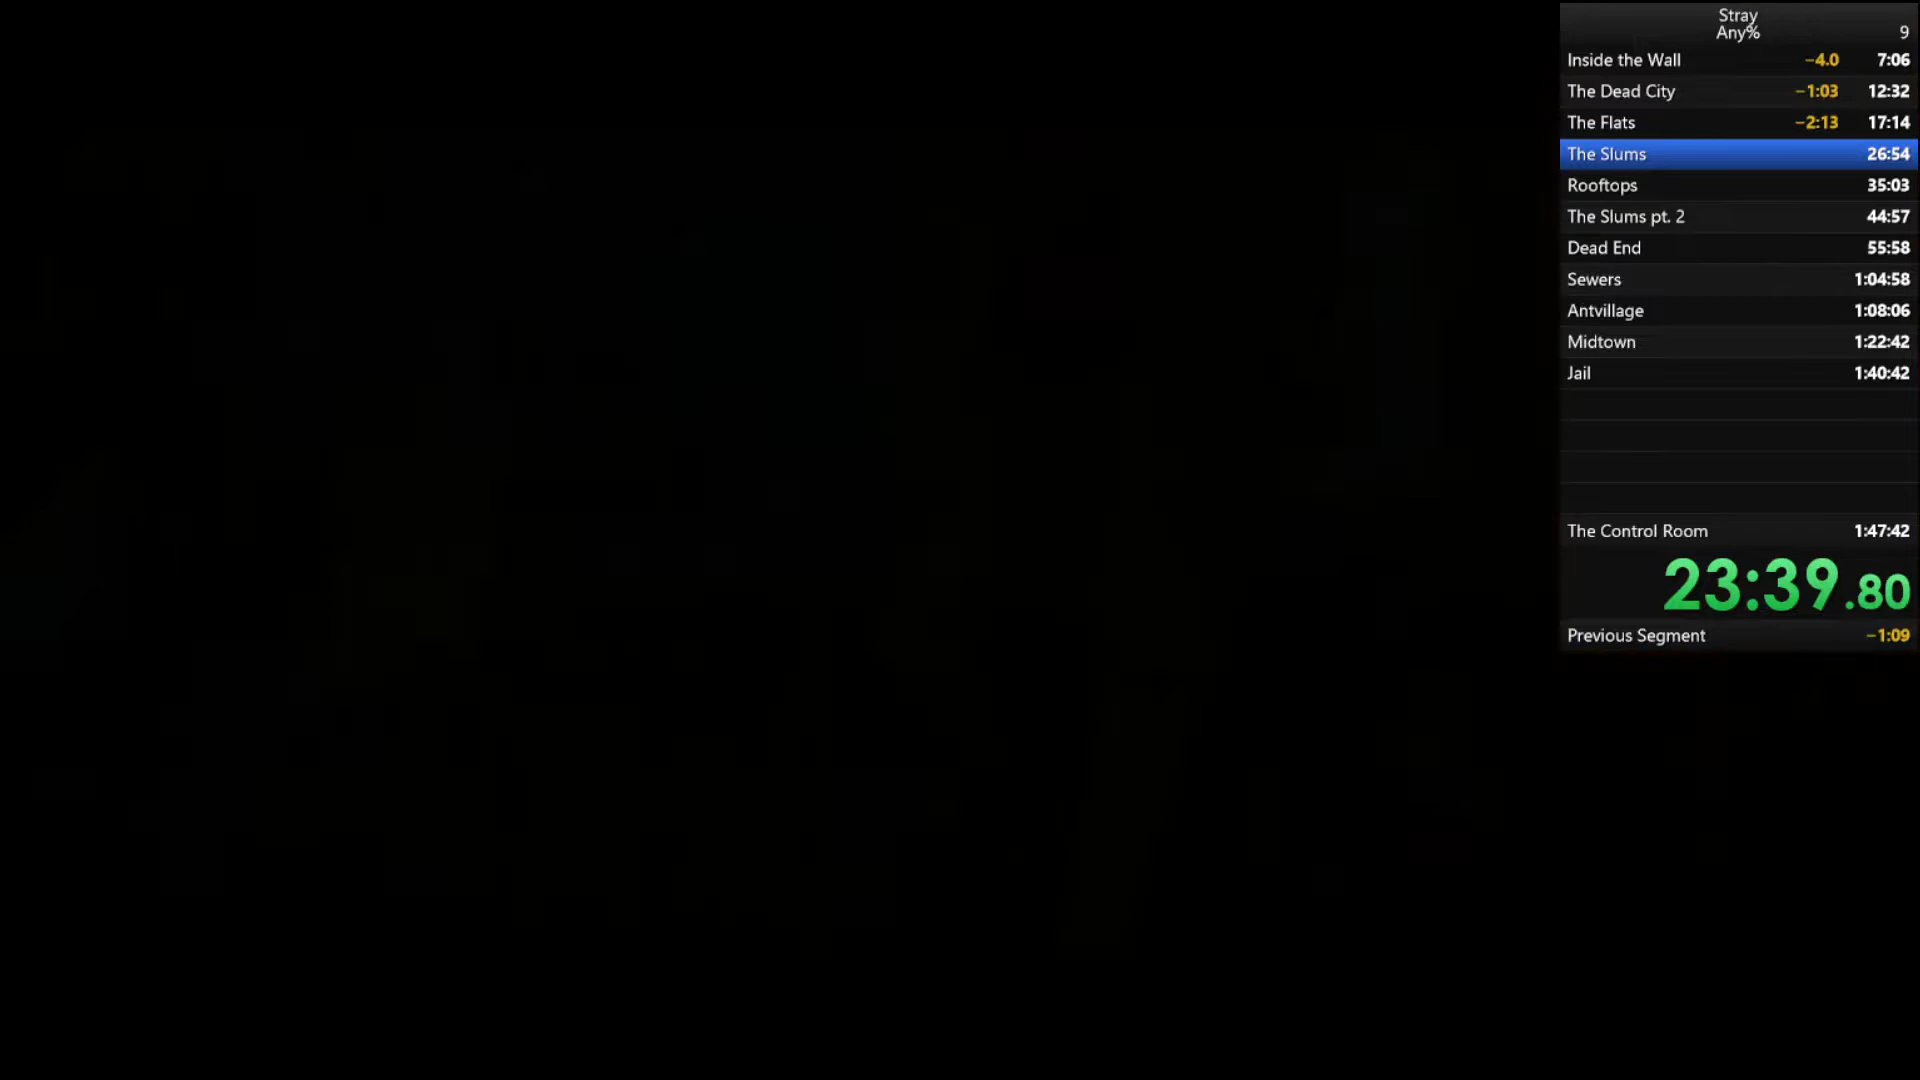 Stray
Any% 9
Inside the Wall −4.0 7:06
The Dead City −1:03 12:32
The Flats −2:13 17:14
The Slums 26:54
Rooftops 35:03
The Slums pt. 2 44:57
Dead End 55:58
Sewers 1:04:58
Antvillage 1:08:06
Midtown 1:22:42
Jail 1:40:42
The Control Room 1:47:42
23:39.80
Previous Segment −1:09